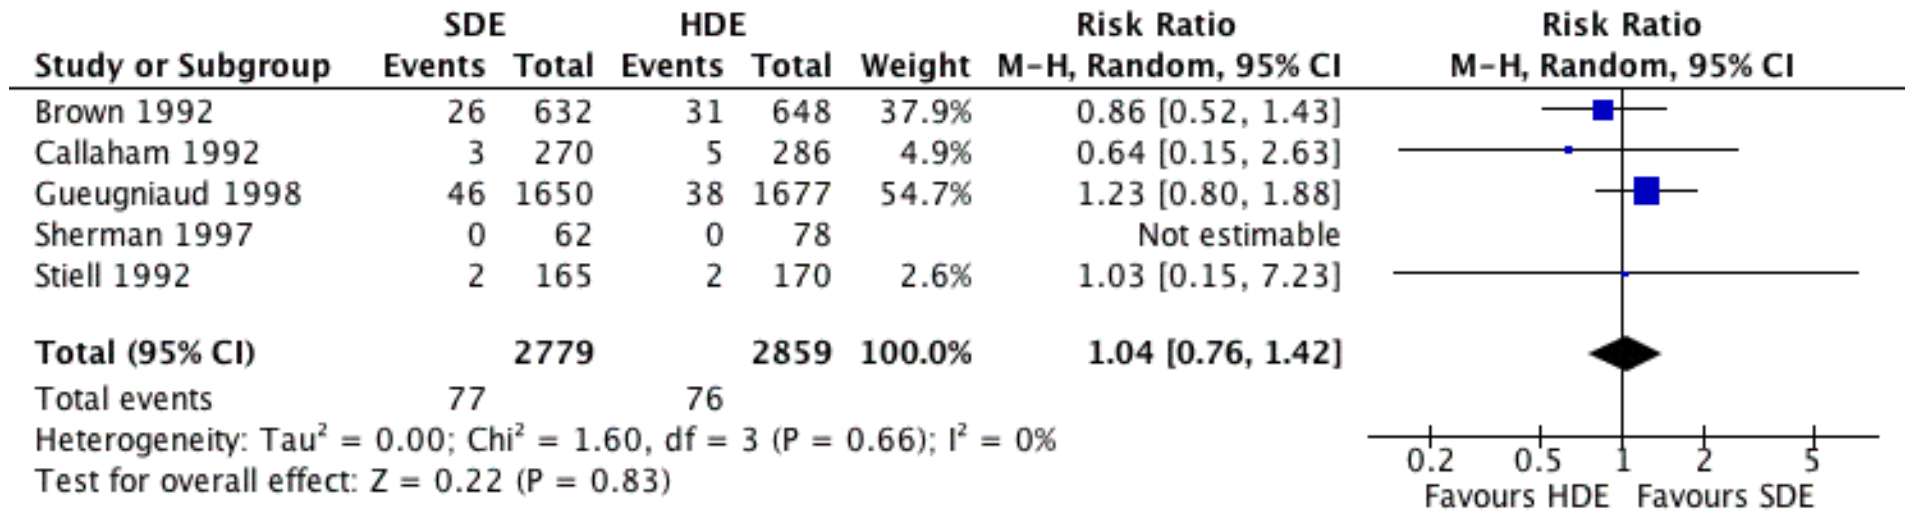 SDE HDE Risk Ratio Risk Ratio
Study or Subgroup Events Total Events Total Weight M-H, Random, 95% CI M-H, Random, 95% CI
Brown 1992 26 632 31 648 37.9% 0.86 [0.52, 1.43]
Callaham 1992 3 270 5 286 4.9% 0.64 [0.15, 2.63]
Gueugniaud 1998 46 1650 38 1677 54.7% 1.23 [0.80, 1.88]
Sherman 1997 0 62 0 78 Not estimable
Stiell 1992 2 165 2 170 2.6% 1.03 [0.15, 7.23]
Total (95% CI) 2779 2859 100.0% 1.04 [0.76, 1.42]
Total events 77 76
Heterogeneity: Tau² = 0.00; Chi² = 1.60, df = 3 (P = 0.66); I² = 0%
Test for overall effect: Z = 0.22 (P = 0.83)
0.2 0.5 1 2 5
Favours HDE Favours SDE